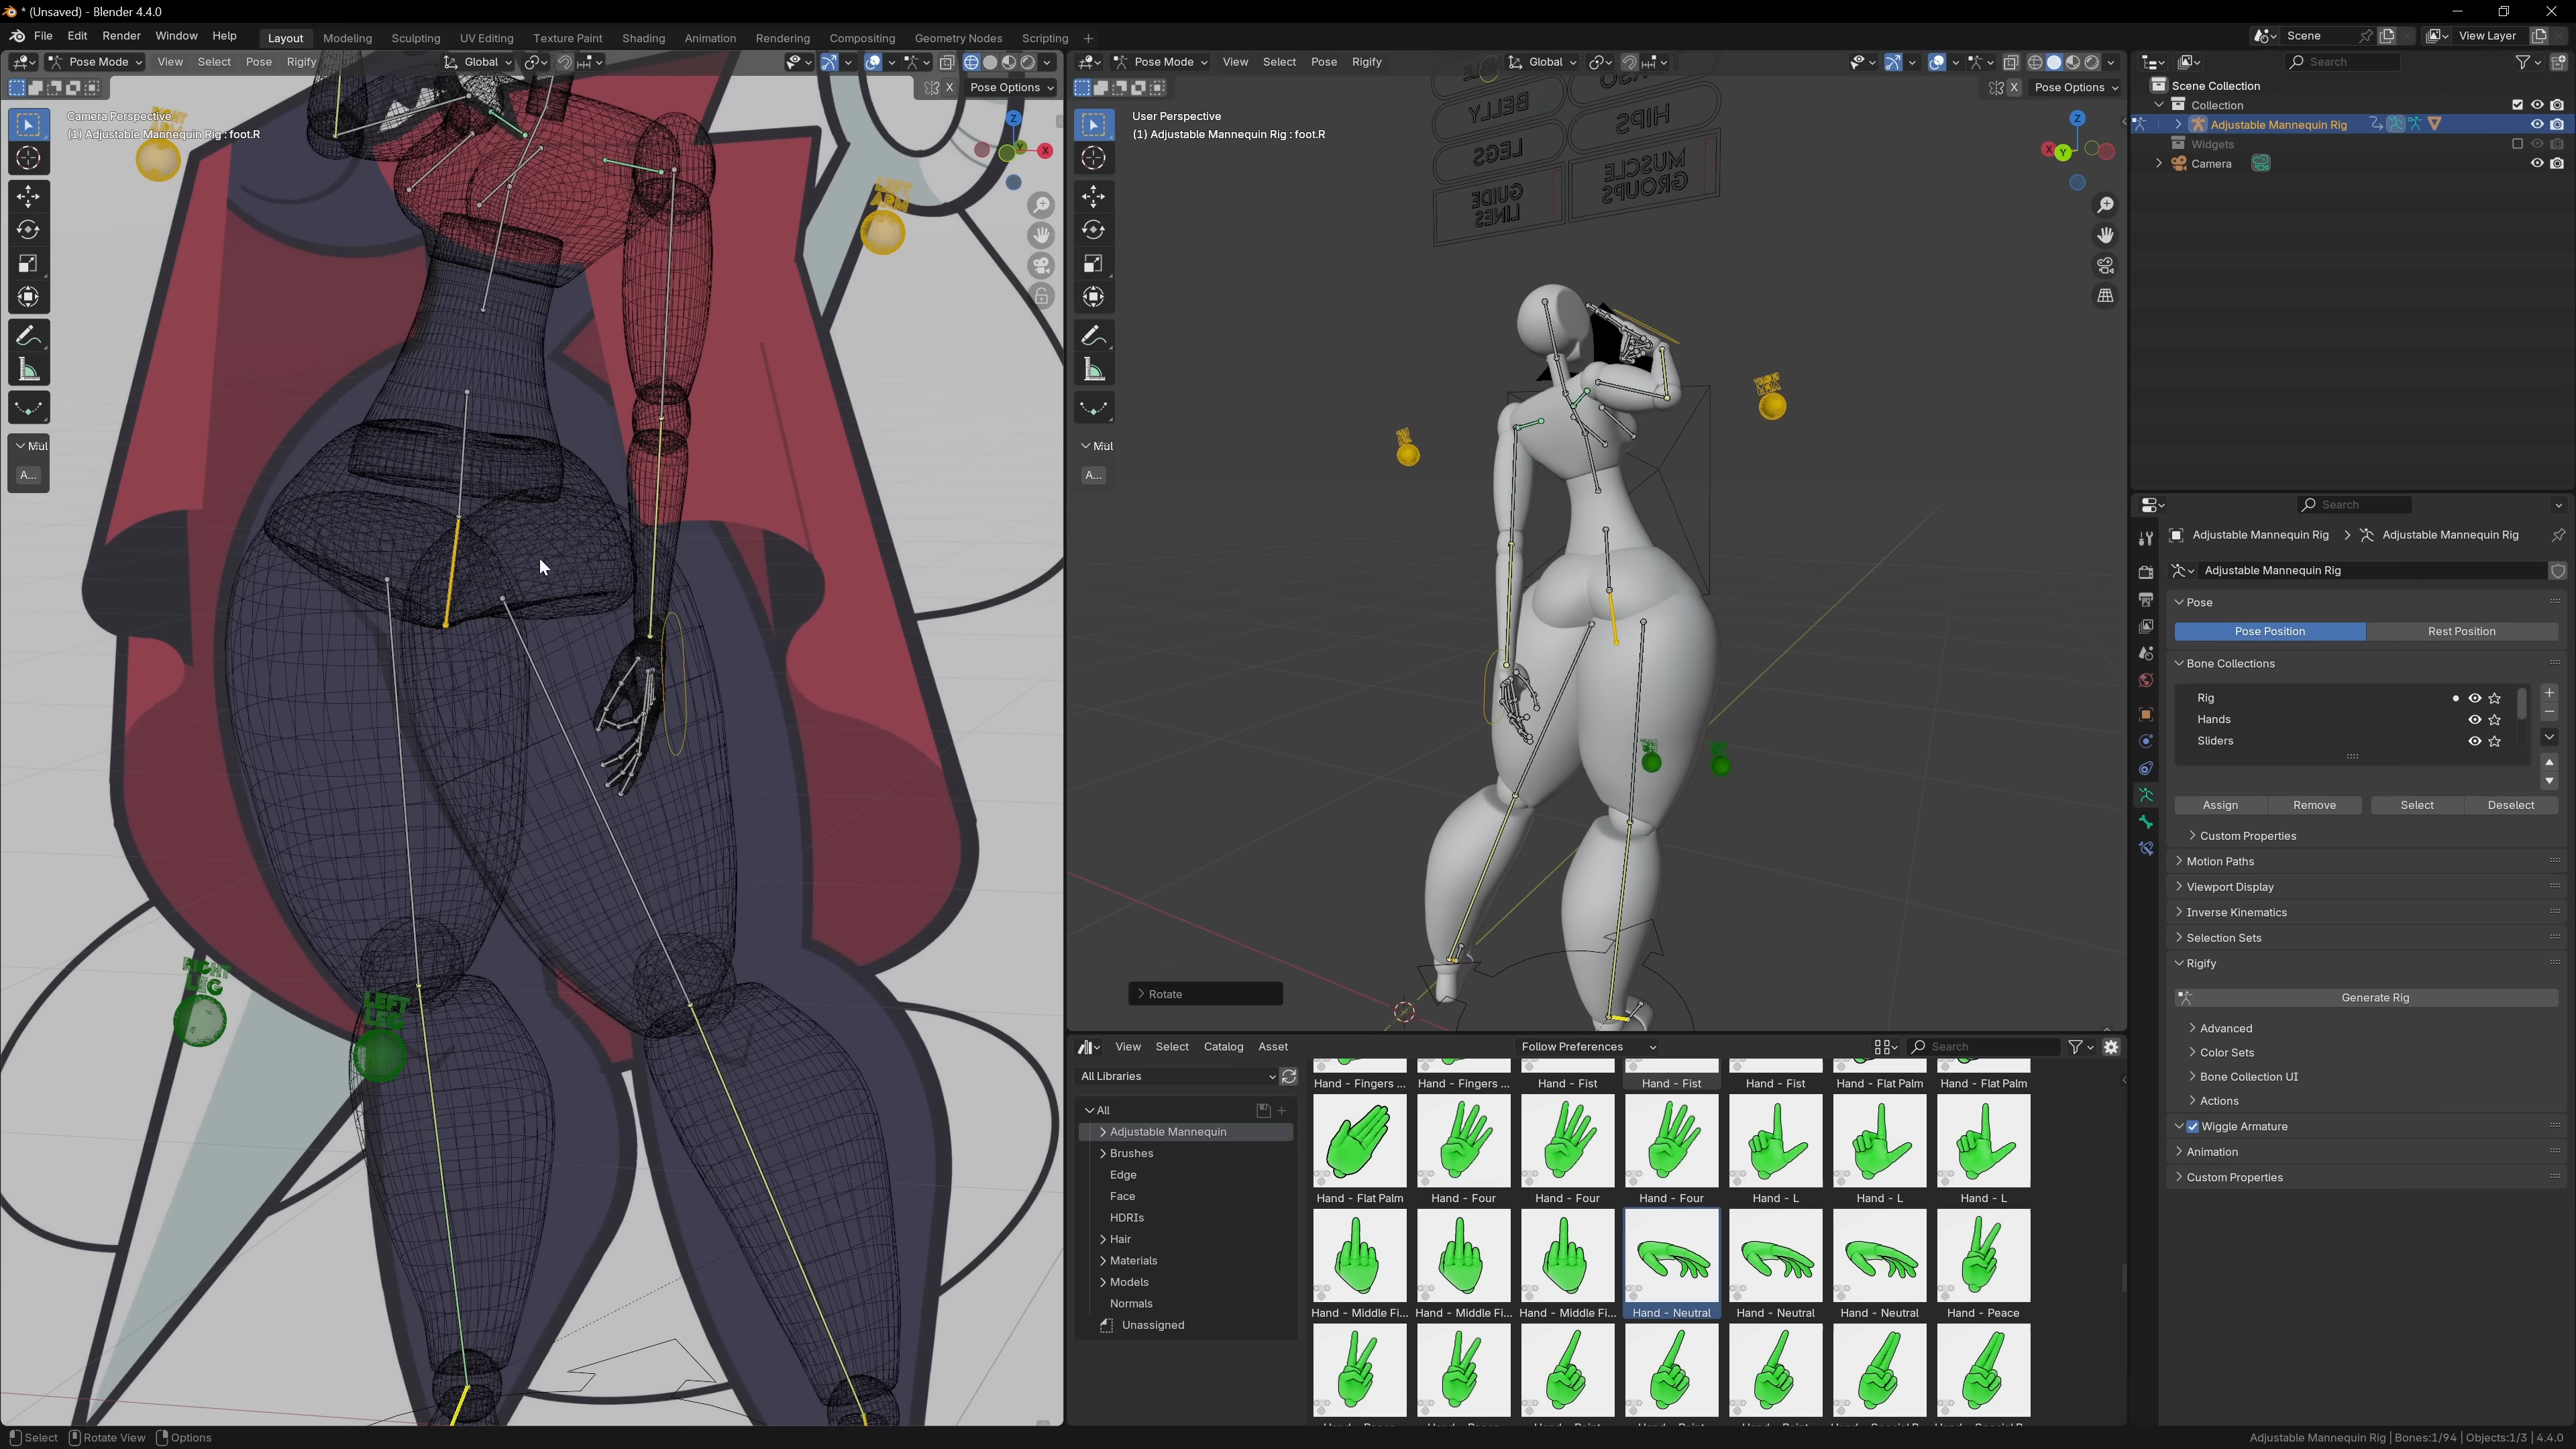 * (Unsaved) - Blender 4.4.0
File Edit Render Window Help Layout Modeling Sculpting UV Editing Texture Paint Shading Animation Rendering Compositing Geometry Nodes Scripting +
Scene View Layer
Pose Mode View Select Pose Rigify Global
X Pose Options
Camera Perspective
(1) Adjustable Mannequin Rig : foot.R
RIGHT
LEFT
ARM
Z
Y
X
Mul
A...
RIGHT
LEG
LEFT
LEG
Pose Mode View Select Pose Rigify Global
X Pose Options
User Perspective
(1) Adjustable Mannequin Rig : foot.R
BELLY
HIPS
LEGS
MUSCLE
GROUPS
GUIDE
LINES
Z
X
Y
Mul
A...
Rotate
View Select Catalog Asset Follow Preferences Search
All Libraries
All
Adjustable Mannequin
Brushes
Edge
Face
HDRIs
Hair
Materials
Models
Normals
Unassigned
Hand - Fingers ... Hand - Fingers ... Hand - Fist Hand - Fist Hand - Fist Hand - Flat Palm Hand - Flat Palm
Hand - Flat Palm Hand - Four Hand - Four Hand - Four Hand - L Hand - L Hand - L
Hand - Middle Fi... Hand - Middle Fi... Hand - Middle Fi... Hand - Neutral Hand - Neutral Hand - Neutral Hand - Peace
Search
Scene Collection
Collection
Adjustable Mannequin Rig
Widgets
Camera
Search
Adjustable Mannequin Rig > Adjustable Mannequin Rig
Adjustable Mannequin Rig
Pose
Pose Position Rest Position
Bone Collections
Rig
Hands
Sliders
Assign Remove Select Deselect
Custom Properties
Motion Paths
Viewport Display
Inverse Kinematics
Selection Sets
Rigify
Generate Rig
Advanced
Color Sets
Bone Collection UI
Actions
Wiggle Armature
Animation
Custom Properties
Select Rotate View Options
Adjustable Mannequin Rig | Bones:1/94 | Objects:1/3 | 4.4.0